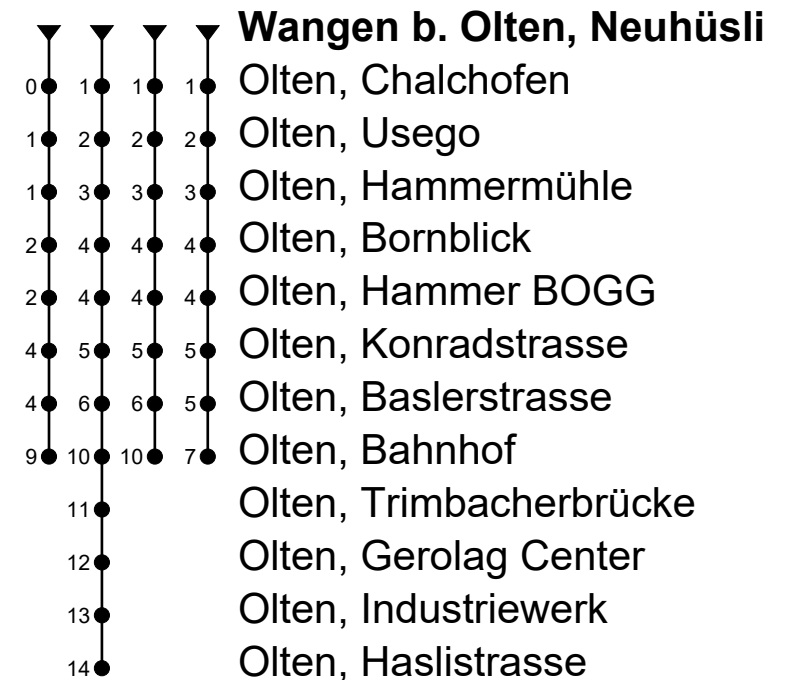 Wangen b. Olten, Neuhüsli
0 1 1 1 Olten, Chalchofen
1 2 2 2 Olten, Usego
1 3 3 3 Olten, Hammermühle
2 4 4 4 Olten, Bornblick
2 4 4 4 Olten, Hammer BOGG
4 5 5 5 Olten, Konradstrasse
4 6 6 5 Olten, Baslerstrasse
9 10 10 7 Olten, Bahnhof
11 Olten, Trimbacherbrücke
12 Olten, Gerolag Center
13 Olten, Industriewerk
14 Olten, Haslistrasse